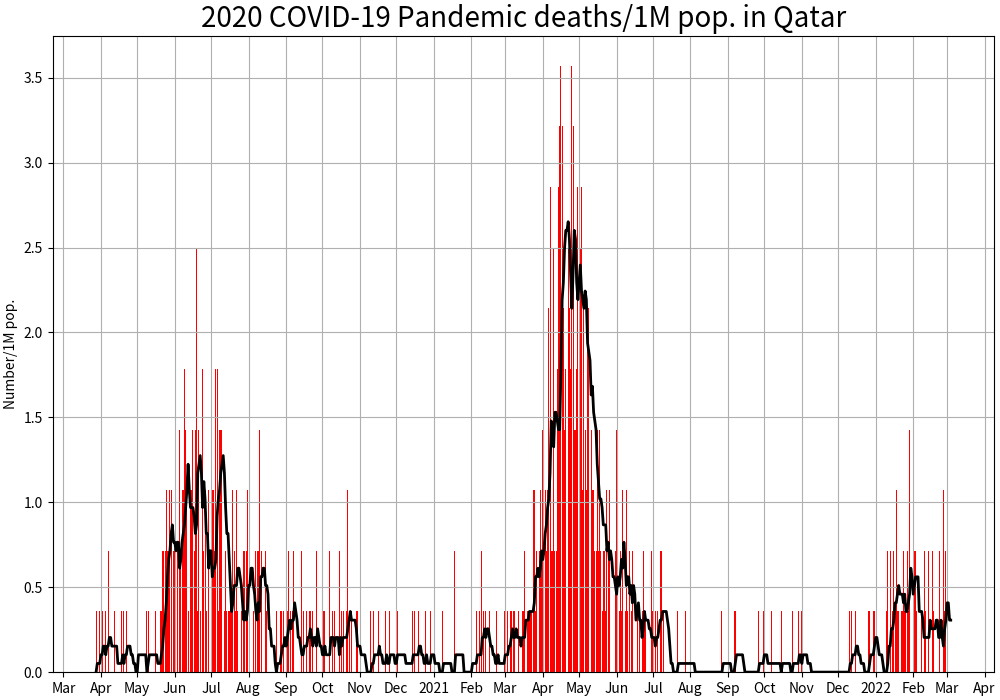 2020 COVID-19 Pandemic deaths/1M pop. in Qatar
Number/1M pop.
3.5
3.0
2.5
2.0
1.5
1.0
0.5
0.0
Mar Apr May Jun Jul Aug Sep Oct Nov Dec 2021 Feb Mar Apr May Jun Jul Aug Sep Oct Nov Dec 2022 Feb Mar Apr